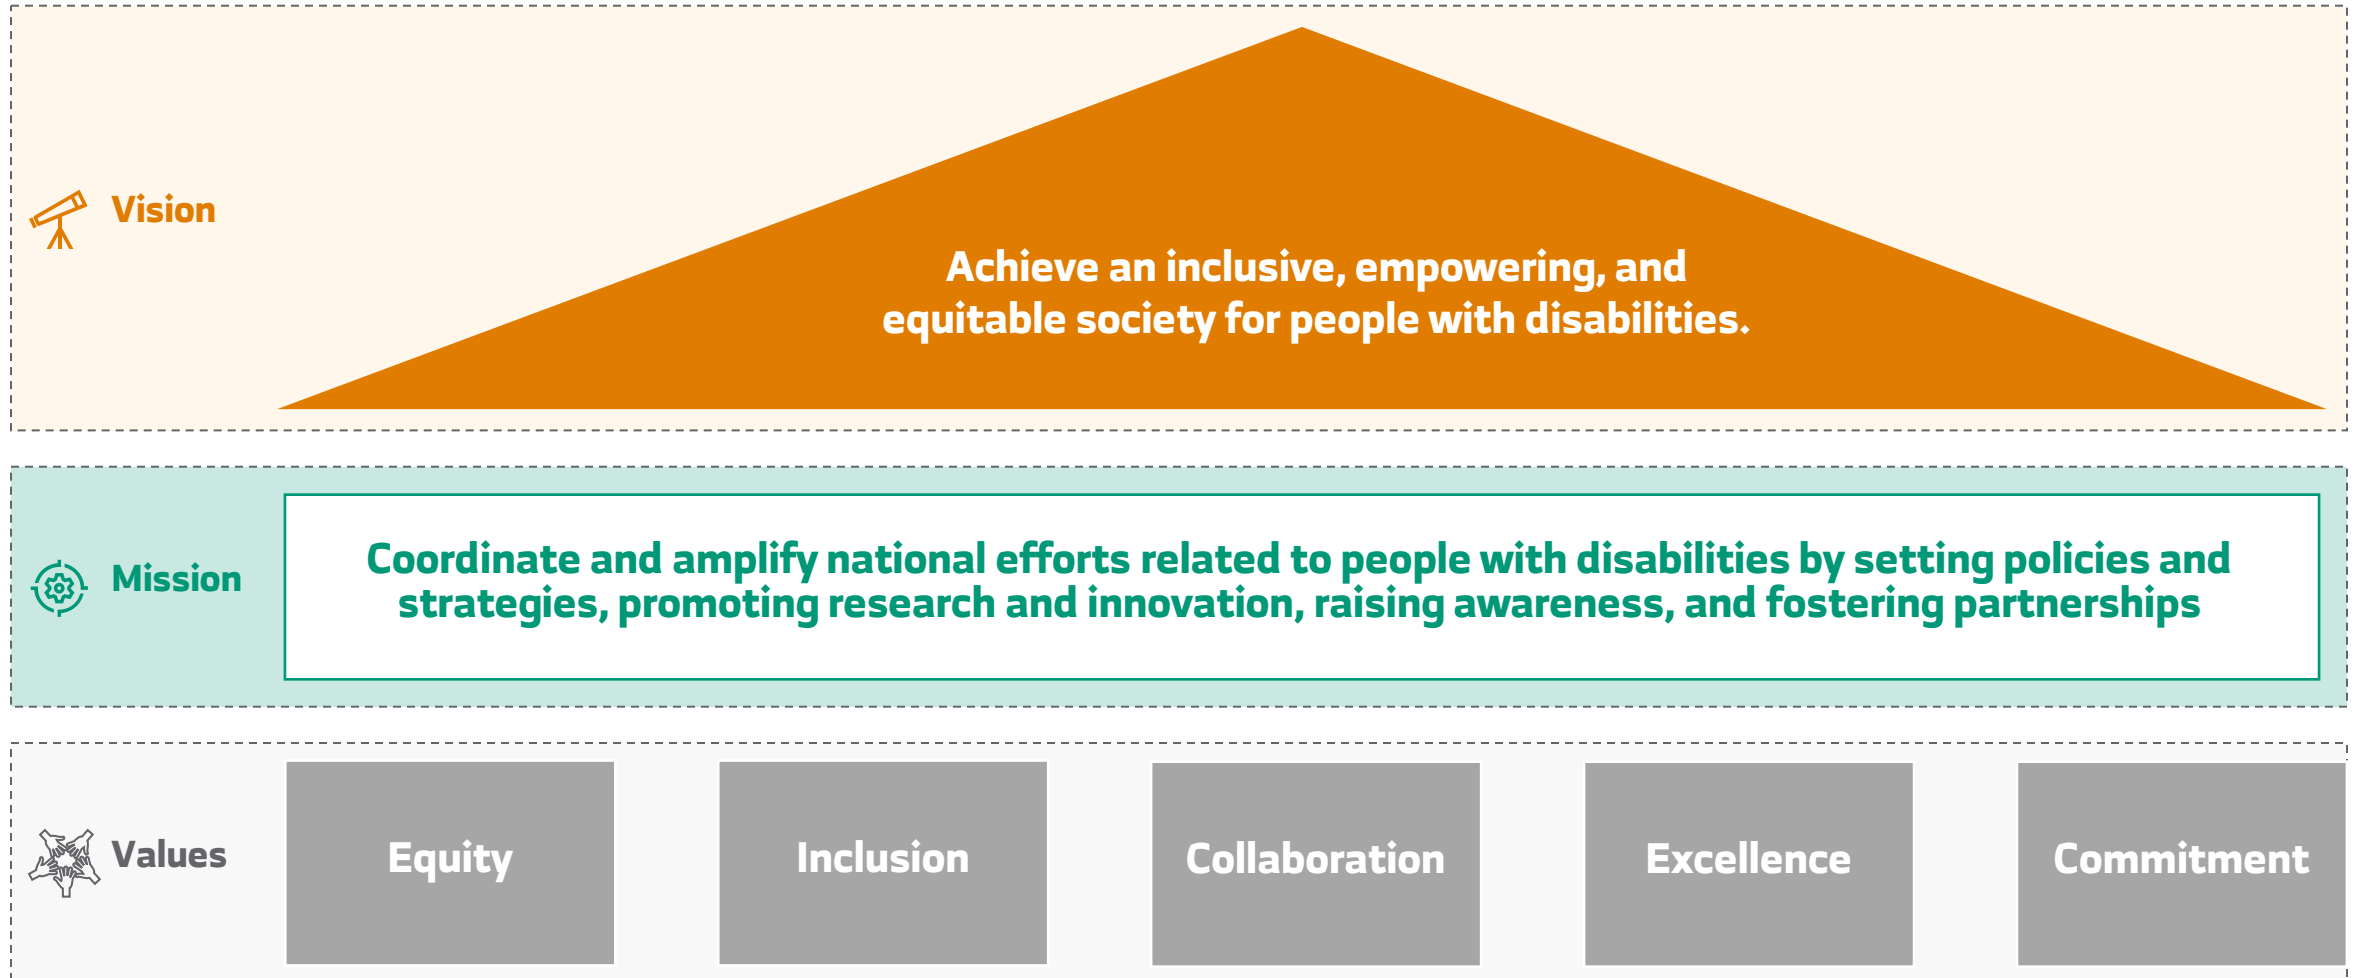 Vision
Achieve an inclusive, empowering, and
equitable society for people with disabilities.
Mission
Coordinate and amplify national efforts related to people with disabilities by setting policies and
strategies, promoting research and innovation, raising awareness, and fostering partnerships
Values
Equity
Inclusion
Collaboration
Excellence
Commitment